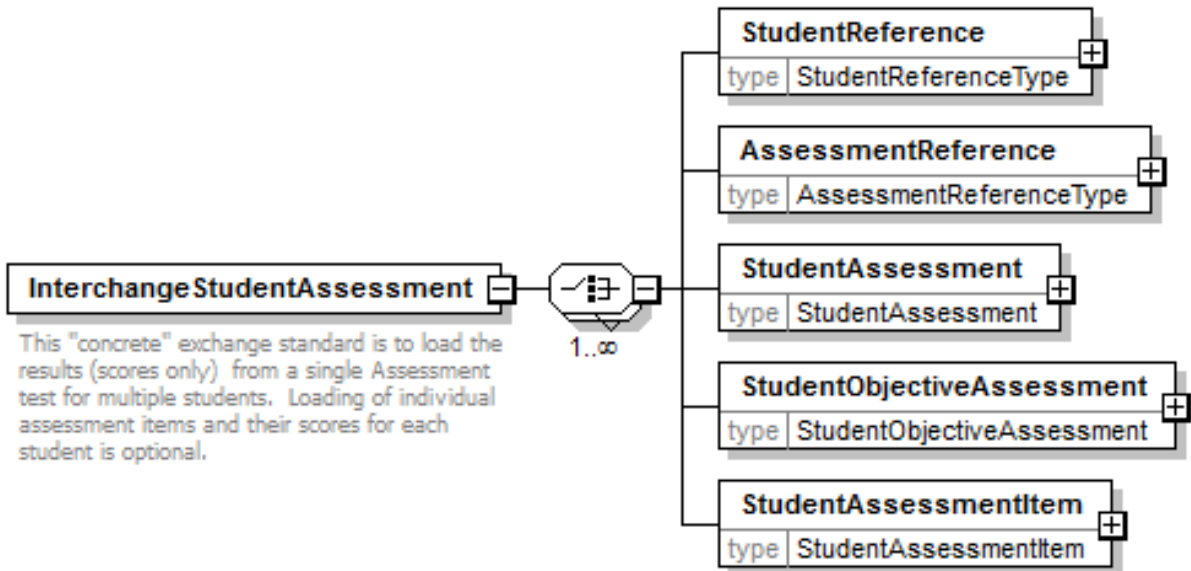 StudentReference
type StudentReferenceType
AssessmentReference
type AssessmentReferenceType
InterchangeStudentAssessment
This "concrete" exchange standard is to load the
results (scores only) from a single Assessment
test for multiple students. Loading of individual
assessment items and their scores for each
student is optional.
1..∞
StudentAssessment
type StudentAssessment
StudentObjectiveAssessment
type StudentObjectiveAssessment
StudentAssessmentItem
type StudentAssessmentItem